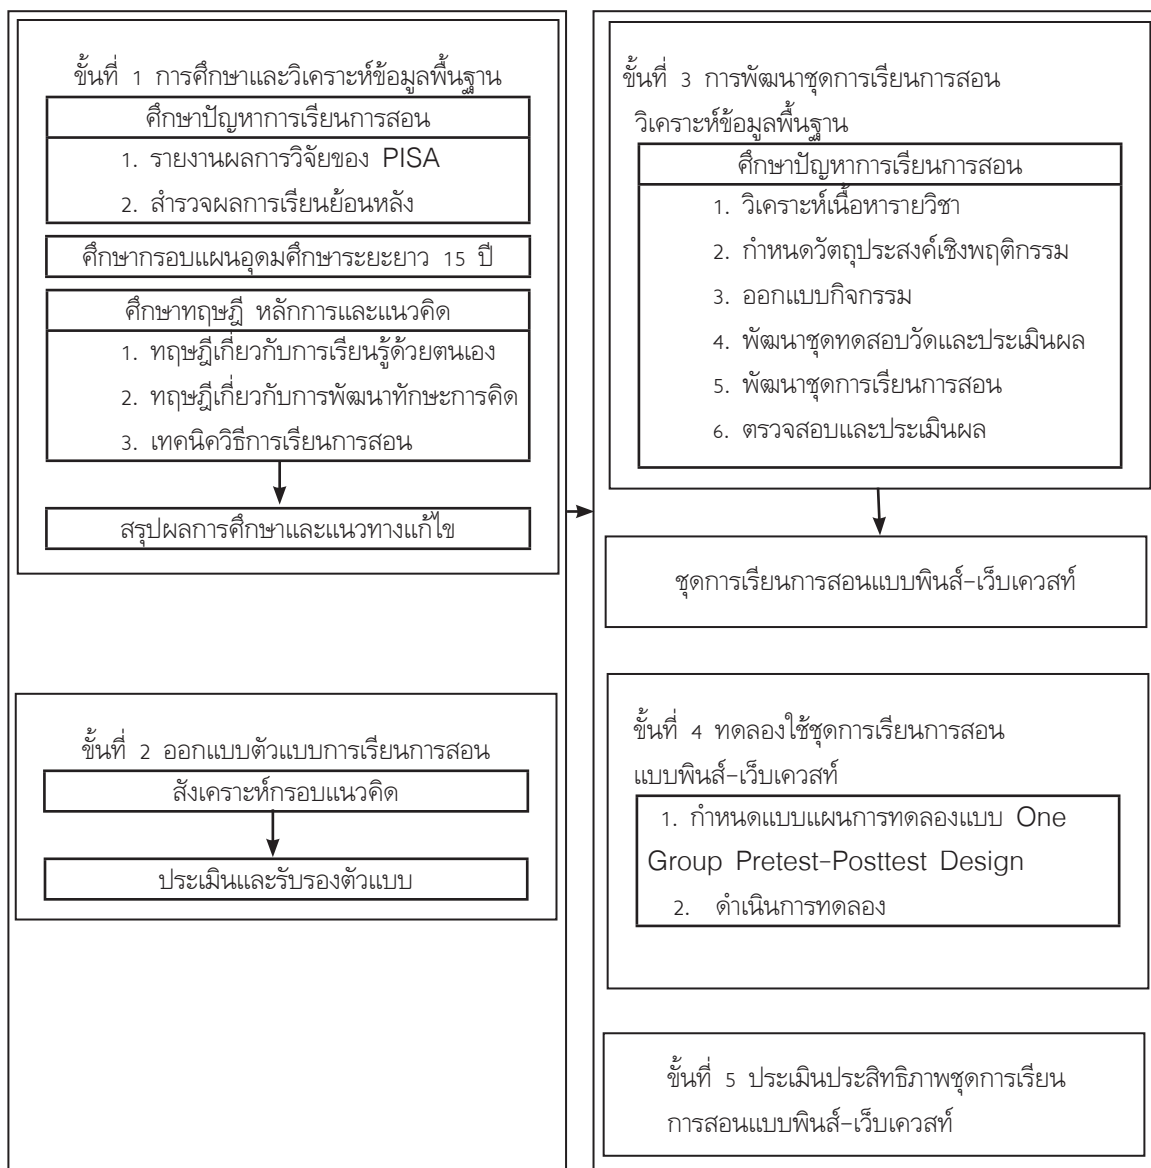 ขั้นที่ 1 การศึกษาและวิเคราะห์ข้อมูลพื้นฐาน
ศึกษาปัญหาการเรียนการสอน
1. รายงานผลการวิจัยของ PISA
2. สำรวจผลการเรียนย้อนหลัง
ศึกษากรอบแผนอุดมศึกษาระยะยาว 15 ปี
ศึกษาทฤษฎี หลักการและแนวคิด
1. ทฤษฎีเกี่ยวกับการเรียนรู้ด้วยตนเอง
2. ทฤษฎีเกี่ยวกับการพัฒนาทักษะการคิด
3. เทคนิควิธีการเรียนการสอน
สรุปผลการศึกษาและแนวทางแก้ไข
ขั้นที่ 2 ออกแบบตัวแบบการเรียนการสอน
สังเคราะห์กรอบแนวคิด
ประเมินและรับรองตัวแบบ
ขั้นที่ 3 การพัฒนาชุดการเรียนการสอน
วิเคราะห์ข้อมูลพื้นฐาน
ศึกษาปัญหาการเรียนการสอน
1. วิเคราะห์เนื้อหารายวิชา
2. กำหนดวัตถุประสงค์เชิงพฤติกรรม
3. ออกแบบกิจกรรม
4. พัฒนาชุดทดสอบวัดและประเมินผล
5. พัฒนาชุดการเรียนการสอน
6. ตรวจสอบและประเมินผล
ชุดการเรียนการสอนแบบพินส์-เว็บเควสท์
ขั้นที่ 4 ทดลองใช้ชุดการเรียนการสอน
แบบพินส์-เว็บเควสท์
1. กำหนดแบบแผนการทดลองแบบ One
Group Pretest-Posttest Design
2. ดำเนินการทดลอง
ขั้นที่ 5 ประเมินประสิทธิภาพชุดการเรียน
การสอนแบบพินส์-เว็บเควสท์